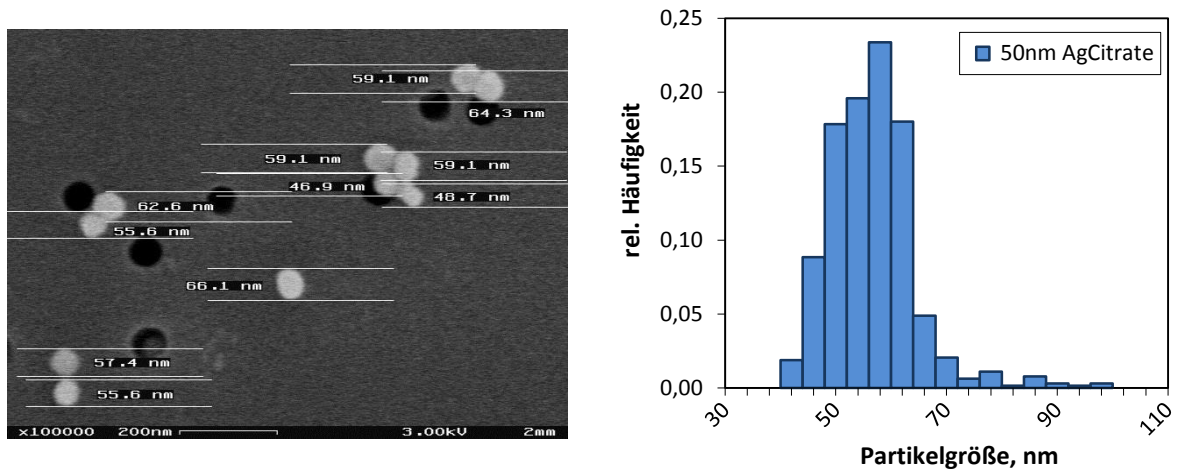 59.1 nm
64.3 nm
59.1 nm
59.1 nm
46.9 nm
48.7 nm
62.6 nm
55.6 nm
66.1 nm
57.4 nm
55.6 nm
x100000 200nm 3.00kV 2mm
0,25
0,20
0,15
0,10
0,05
0,00
rel. Häufigkeit
50nm AgCitrate
30 50 70 90 110
Partikelgröße, nm